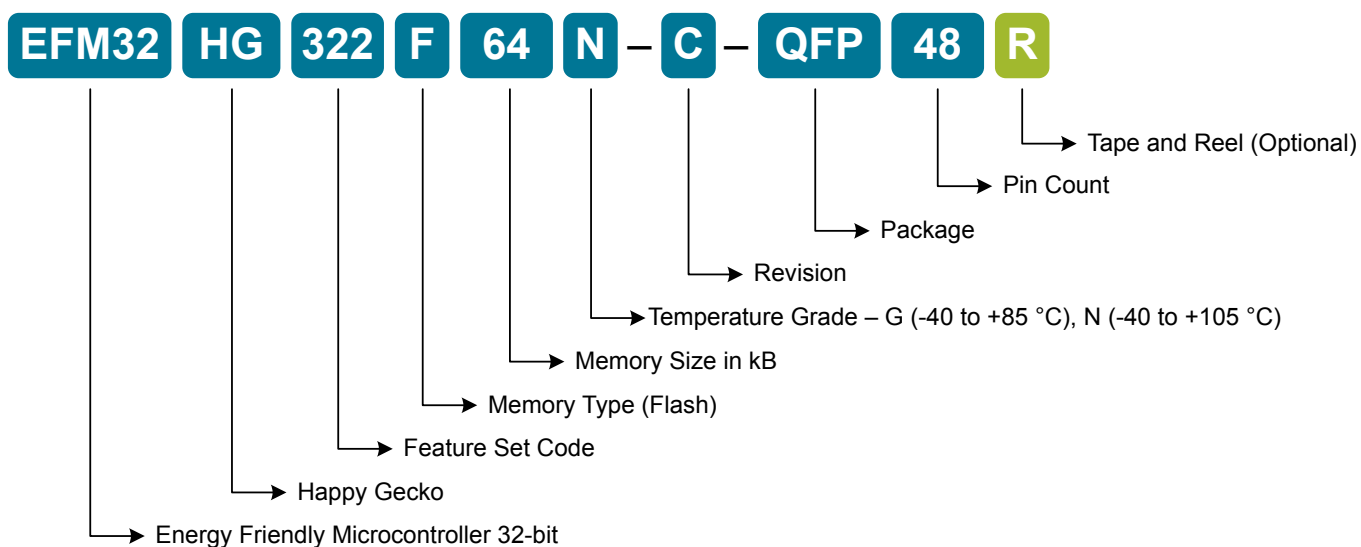 EFM32 HG 322 F 64 N – C – QFP 48 R
Tape and Reel (Optional)
Pin Count
Package
Revision
Temperature Grade – G (-40 to +85 °C), N (-40 to +105 °C)
Memory Size in kB
Memory Type (Flash)
Feature Set Code
Happy Gecko
Energy Friendly Microcontroller 32-bit